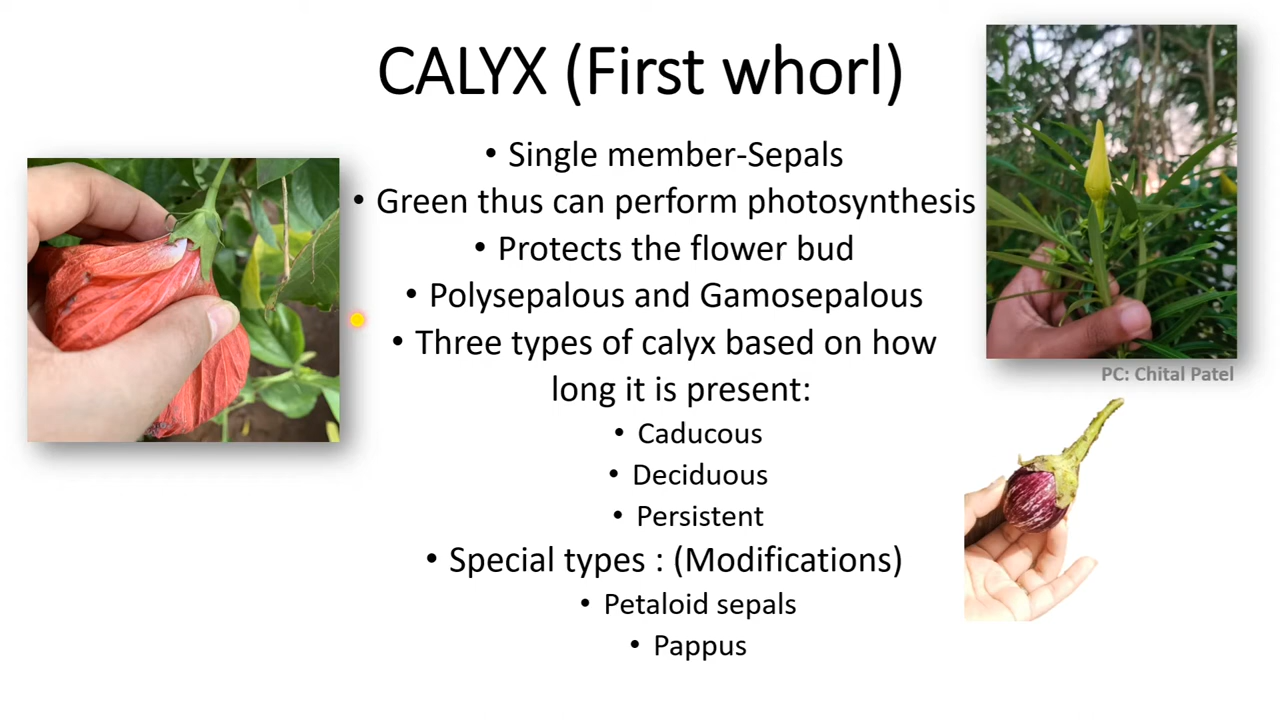 CALYX (First whorl)
• Single member-Sepals
• Green thus can perform photosynthesis
• Protects the flower bud
• Polysepalous and Gamosepalous
• Three types of calyx based on how
long it is present:
• Caducous
• Deciduous
• Persistent
• Special types : (Modifications)
• Petaloid sepals
• Pappus
PC: Chital Patel